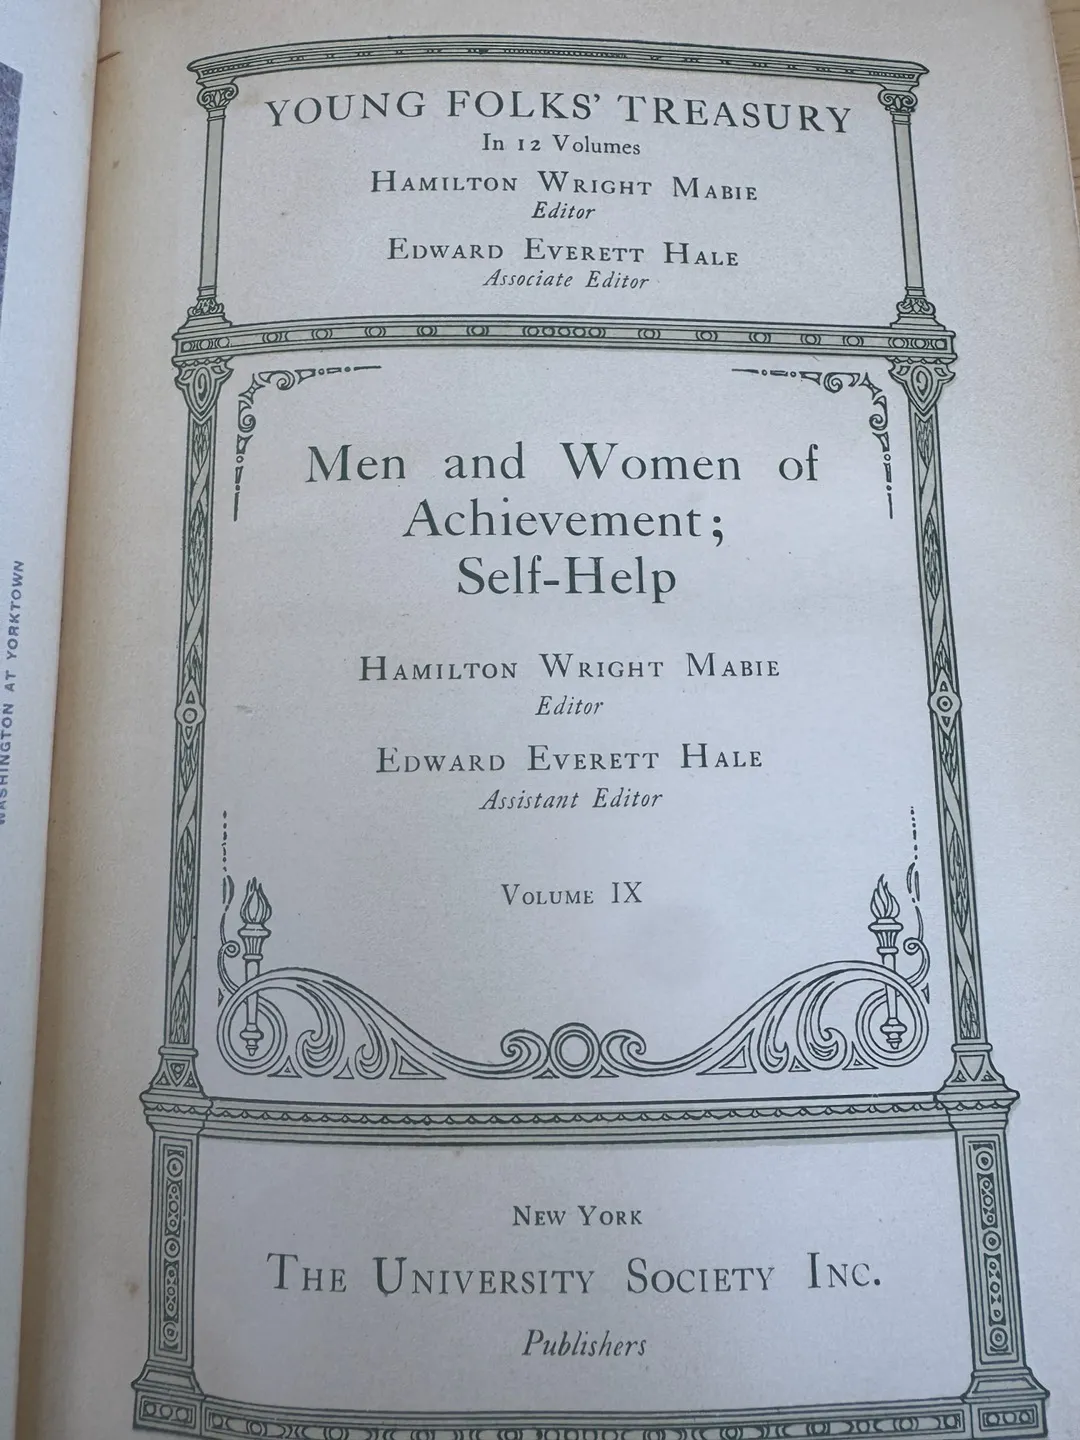 YOUNG FOLKS' TREASURY
In 12 Volumes
HAMILTON WRIGHT MABIE
Editor
EDWARD EVERETT HALE
Associate Editor
Men and Women of
Achievement;
Self-Help
HAMILTON WRIGHT MABIE
Editor
EDWARD EVERETT HALE
Assistant Editor
VOLUME IX
NEW YORK
THE UNIVERSITY SOCIETY INC.
Publishers
WASHINGTON AT YORKTOWN